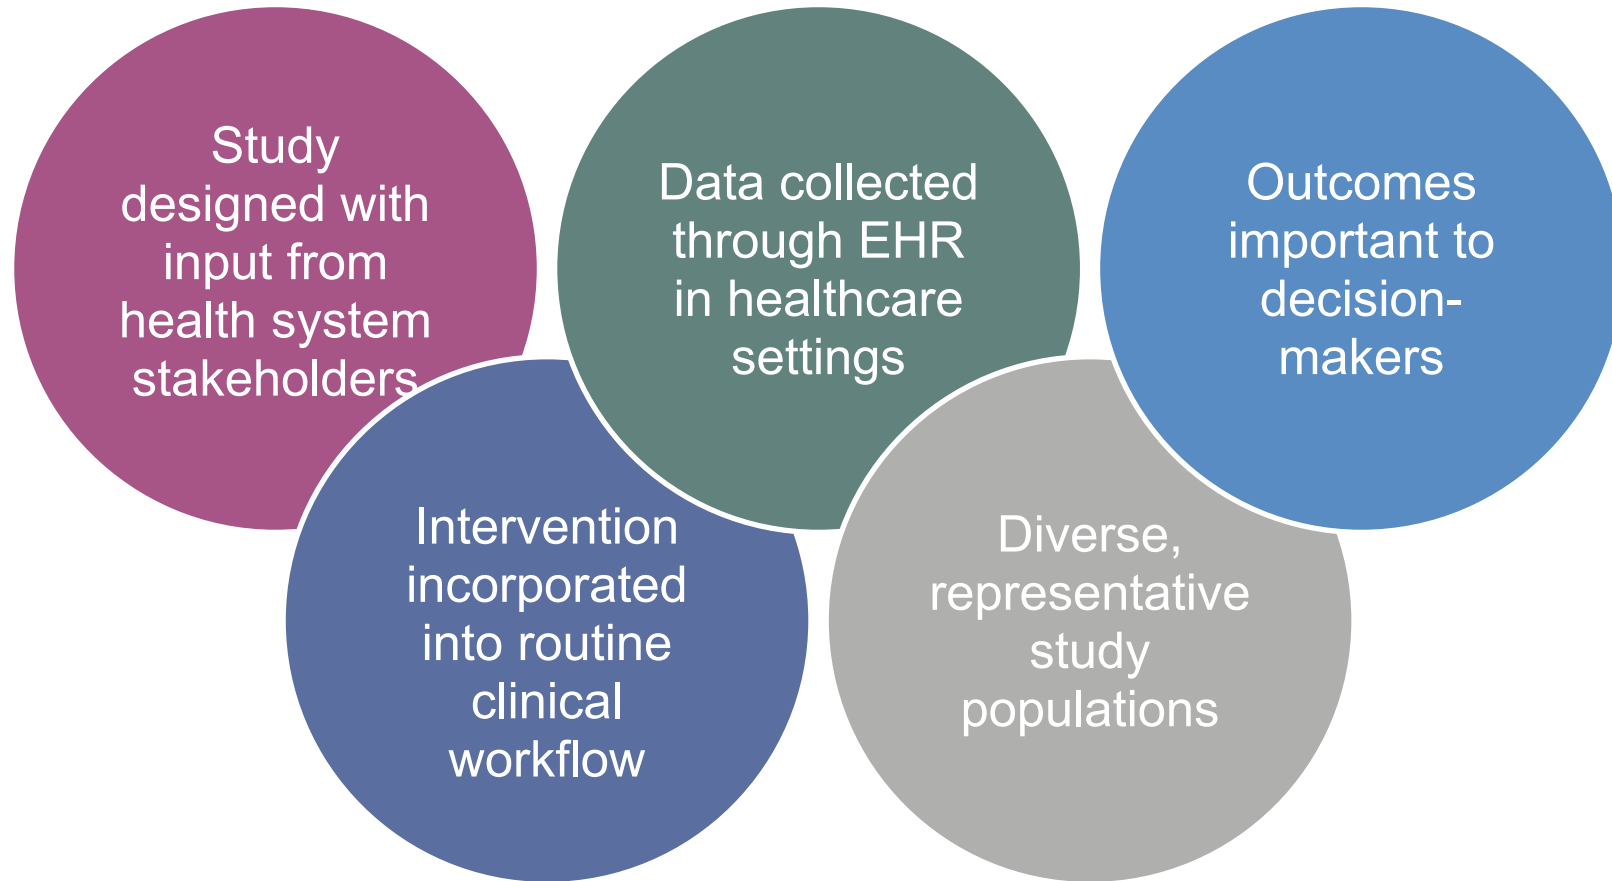 Study
designed with
input from
health system
stakeholders
Intervention
incorporated
into routine
clinical
workflow
Data collected
through EHR
in healthcare
settings
Diverse,
representative
study
populations
Outcomes
important to
decision-
makers